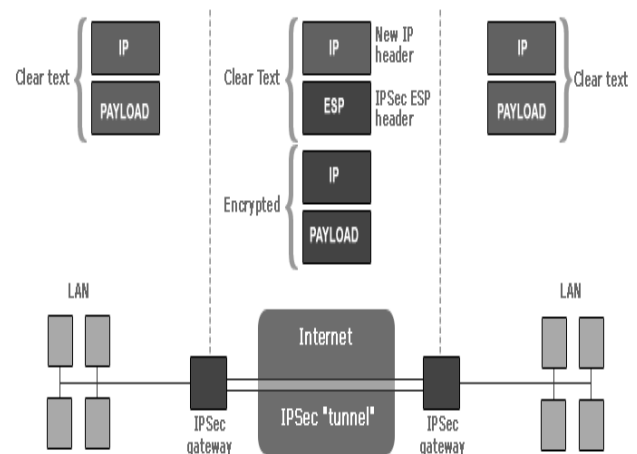 IP
Clear text
PAYLOAD
IP
New IP
header
Clear Text
ESP
IPSec ESP
header
IP
Encrypted
PAYLOAD
IP
Clear text
PAYLOAD
LAN
Internet
LAN
IPSec "tunnel"
IPSec
gateway
IPSec
gateway